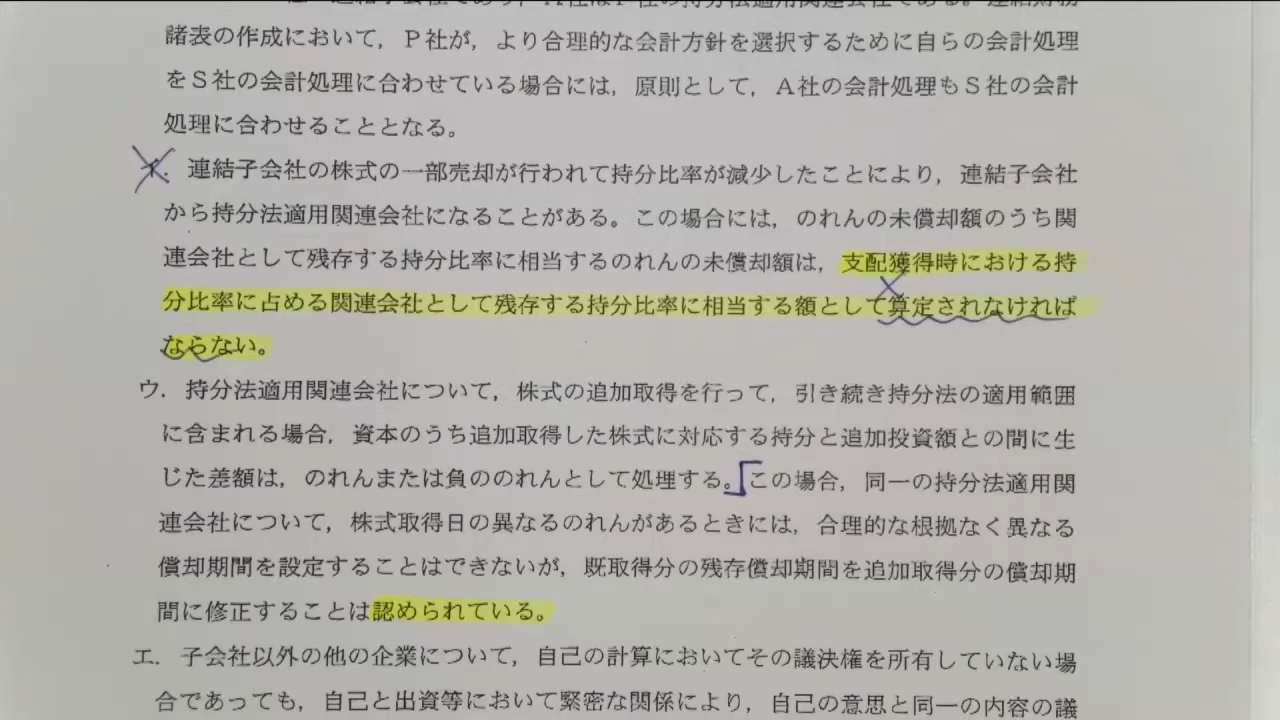 諸表の作成において，Ｐ社が，より合理的な会計方針を選択するために自らの会計処理
をＳ社の会計処理に合わせている場合には，原則として，Ａ社の会計処理もＳ社の会計
処理に合わせることとなる。
イ．連結子会社の株式の一部売却が行われて持分比率が減少したことにより，連結子会社
から持分法適用関連会社になることがある。この場合には，のれんの未償却額のうち関
連会社として残存する持分比率に相当するのれんの未償却額は，支配獲得時における持
分比率に占める関連会社として残存する持分比率に相当する額として算定されなければ
ならない。
ウ．持分法適用関連会社について，株式の追加取得を行って，引き続き持分法の適用範囲
に含まれる場合，資本のうち追加取得した株式に対応する持分と追加投資額との間に生
じた差額は，のれんまたは負ののれんとして処理する。この場合，同一の持分法適用関
連会社について，株式取得日の異なるのれんがあるときには，合理的な根拠なく異なる
償却期間を設定することはできないが，既取得分の残存償却期間を追加取得分の償却期
間に修正することは認められている。
エ．子会社以外の他の企業について，自己の計算においてその議決権を所有していない場
合であっても，自己と出資等において緊密な関係により，自己の意思と同一の内容の議